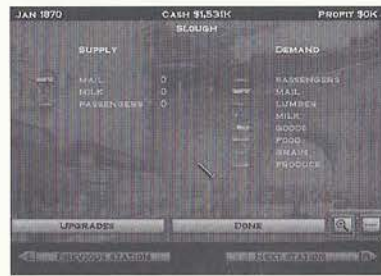 JAN 1870 CASH $1,531K PROFIT $0K
SLOUGH
SUPPLY
MAIL 0
MILK 0
PASSENGERS 0
DEMAND
PASSENGERS
MAIL
LUMBER
MILK
GOODS
FOOD
GRAIN
PRODUCE
UPGRADES DONE
PREVIOUS STATION NEXT STATION